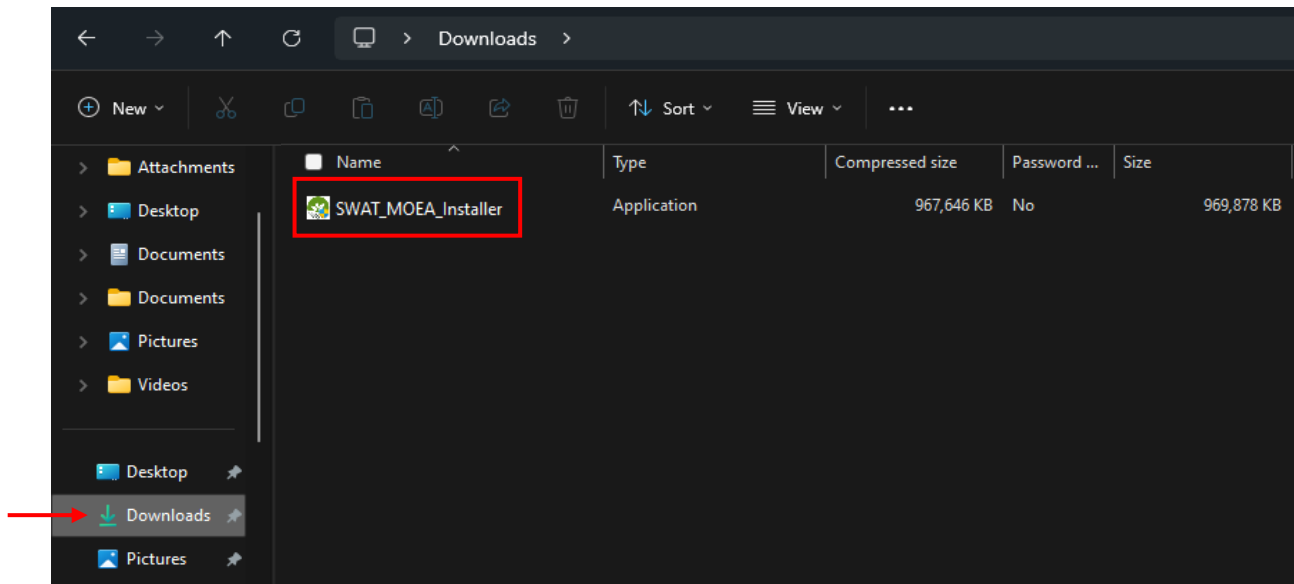 Downloads
New
Sort
View
Name Type Compressed size Password ... Size
SWAT_MOEA_Installer Application 967,646 KB No 969,878 KB
Attachments
Desktop
Documents
Documents
Pictures
Videos
Desktop
Downloads
Pictures